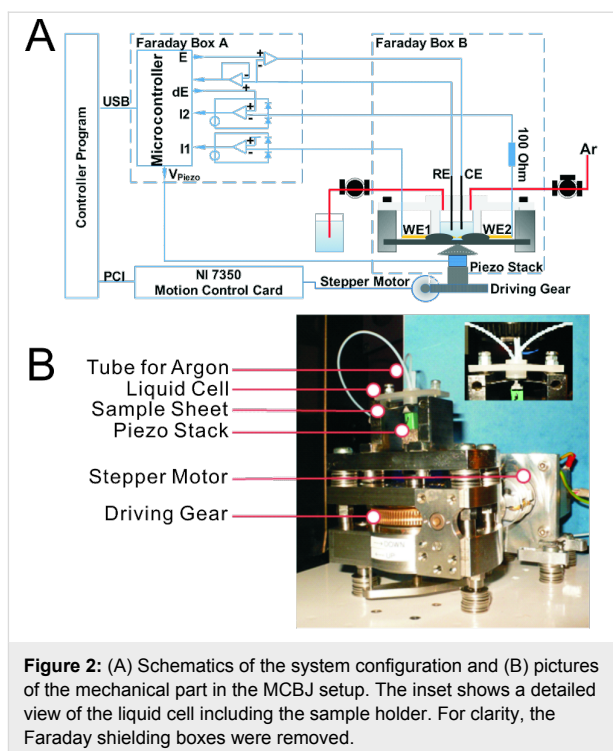 A
Faraday Box A
Faraday Box B
Controller Program
USB
Microcontroller
E
dE
I2
I1
V Piezo
+
-
+
-
+
-
+
-
100 Ohm
Ar
RE
CE
WE1
WE2
Piezo Stack
PCI
NI 7350
Motion Control Card
Stepper Motor
Driving Gear
B
Tube for Argon
Liquid Cell
Sample Sheet
Piezo Stack
Stepper Motor
Driving Gear
Figure 2: (A) Schematics of the system configuration and (B) pictures
of the mechanical part in the MCBJ setup. The inset shows a detailed
view of the liquid cell including the sample holder. For clarity, the
Faraday shielding boxes were removed.